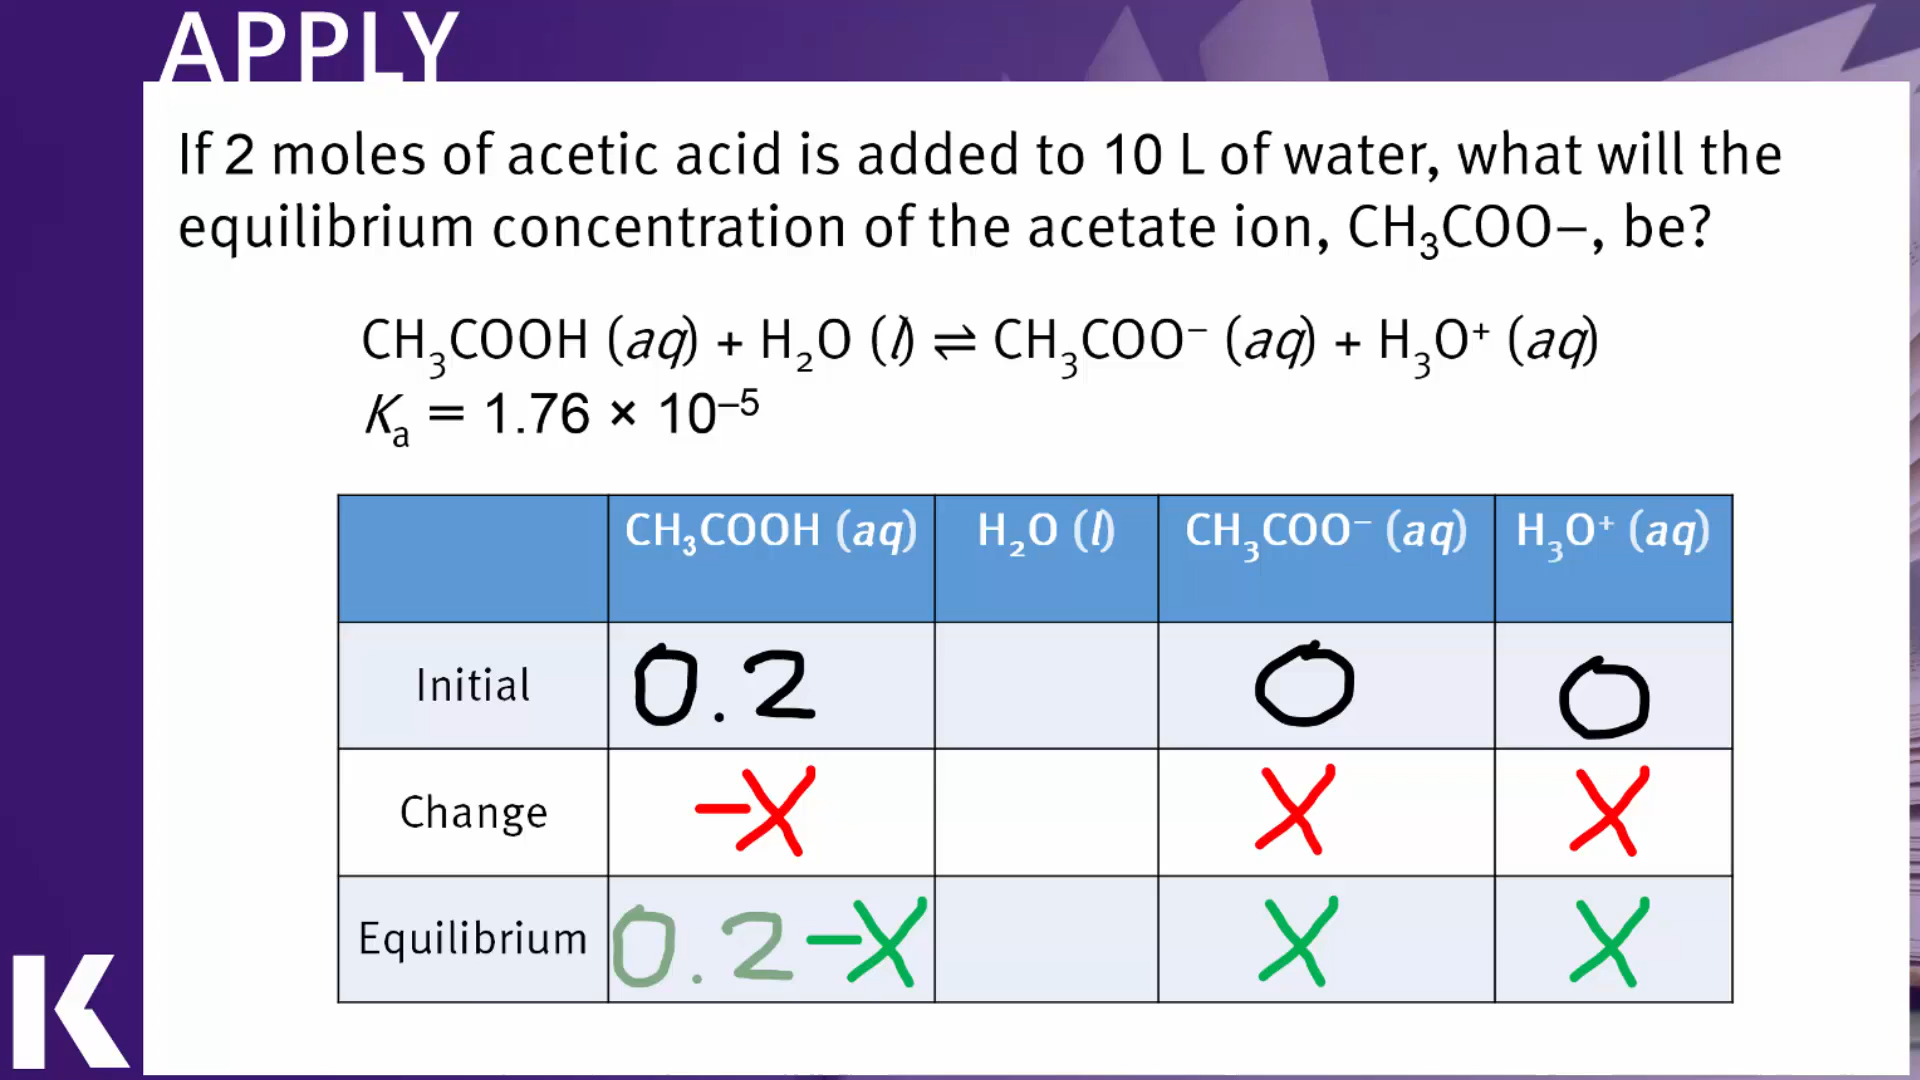 APPLY
If 2 moles of acetic acid is added to 10 L of water, what will the
equilibrium concentration of the acetate ion, CH₃COO–, be?
CH₃COOH (aq) + H₂O (l) ⇌ CH₃COO⁻ (aq) + H₃O⁺ (aq)
Kₐ = 1.76 × 10⁻⁵
CH₃COOH (aq) H₂O (l) CH₃COO⁻ (aq) H₃O⁺ (aq)
Initial 0.2 0 0
Change -X X X
Equilibrium 0.2-X X X
K